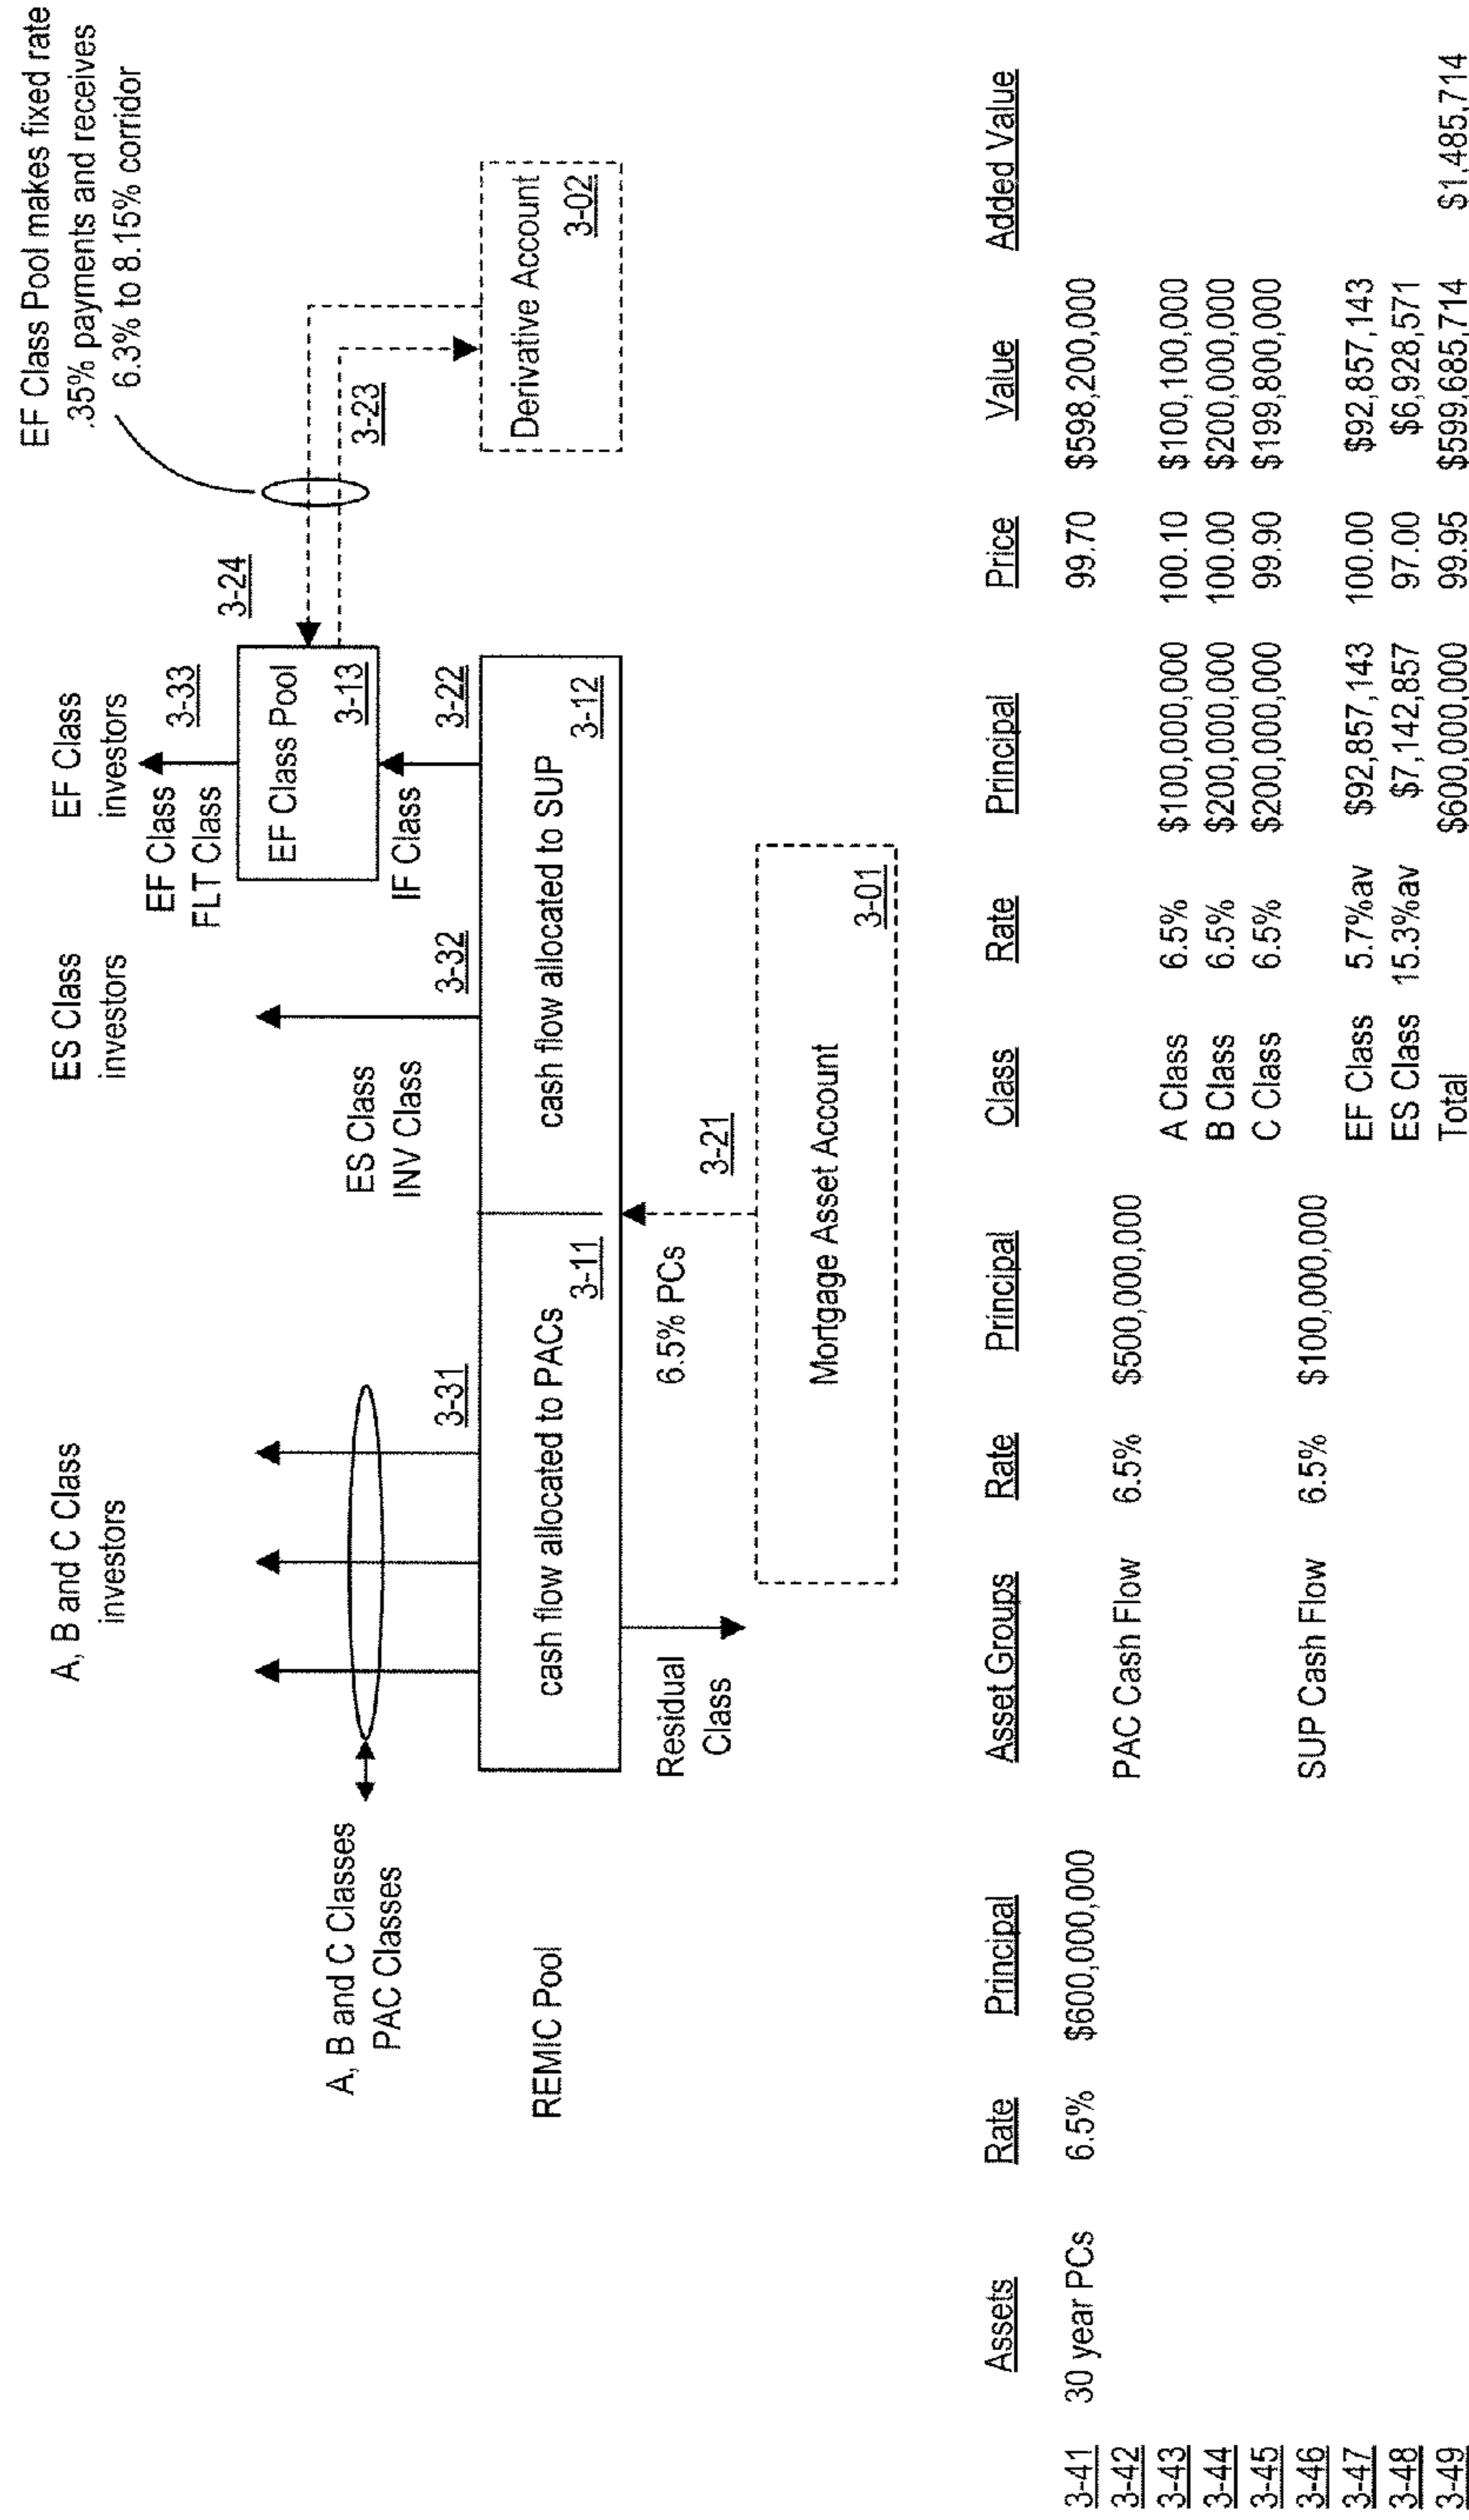 EF Class Pool makes fixed rate
.35% payments and receives
6.3% to 8.15% corridor
A, B and C Class
investors
ES Class
investors
EF Class
investors
EF Class
FLT Class
3-33
3-24
EF Class Pool
3-13
3-23
Derivative Account
3-02
A, B and C Classes
PAC Classes
3-31
ES Class
INV Class
3-32
IF Class
3-22
REMIC Pool
cash flow allocated to PACs
3-11
cash flow allocated to SUP
3-12
Residual
Class
6.5% PCs
3-21
Mortgage Asset Account
3-01
Assets Rate Principal Asset Groups Rate Principal Class Rate Principal Price Value Added Value
3-41 30 year PCs 6.5% $600,000,000 99.70 $598,200,000
3-42 PAC Cash Flow 6.5% $500,000,000
3-43 A Class 6.5% $100,000,000 100.10 $100,100,000
3-44 B Class 6.5% $200,000,000 100.00 $200,000,000
3-45 C Class 6.5% $200,000,000 99.90 $199,800,000
3-46 SUP Cash Flow 6.5% $100,000,000
3-47 EF Class 5.7%av $92,857,143 100.00 $92,857,143
3-48 ES Class 15.3%av $7,142,857 97.00 $6,928,571
3-49 Total $600,000,000 99.95 $599,685,714 $1,485,714